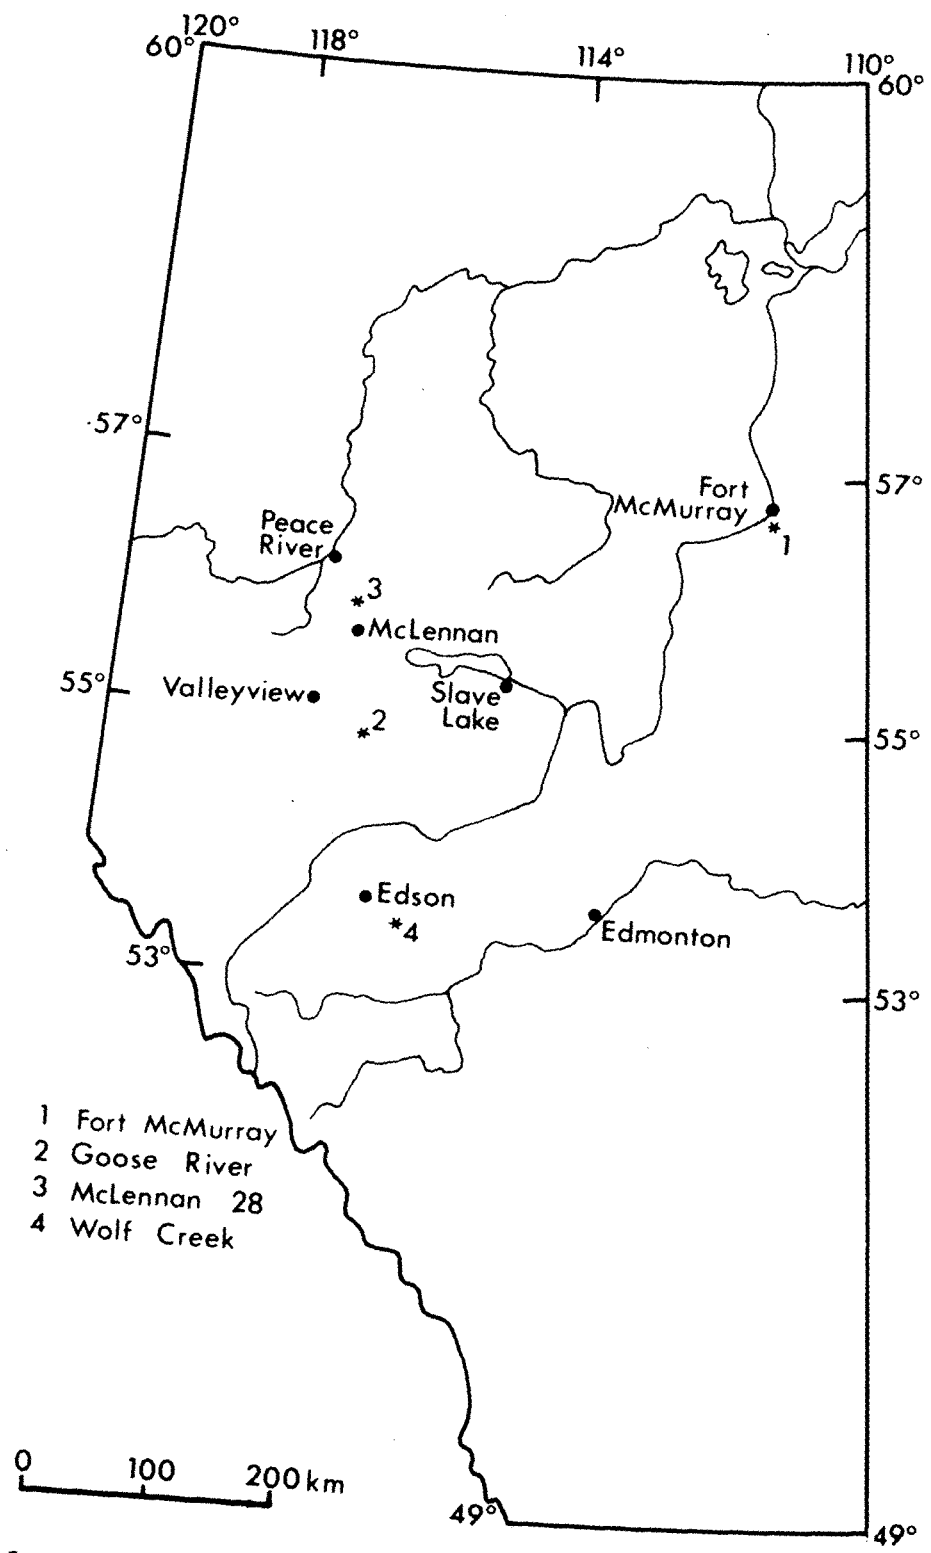 120°
60°
118°
114°
110°
60°
57°
57°
Fort
McMurray
1
Peace
River
3
McLennan
55°
Valleyview
Slave
Lake
2
55°
Edson
4
Edmonton
53°
53°
1 Fort McMurray
2 Goose River
3 McLennan 28
4 Wolf Creek
0 100 200 km
49°
49°